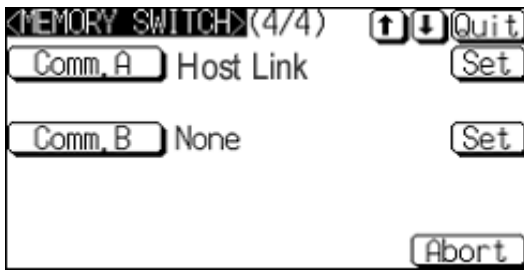 <MEMORY SWITCH>(4/4) ↑ ↓ Quit
Comm.A Host Link Set
Comm.B None Set
Abort